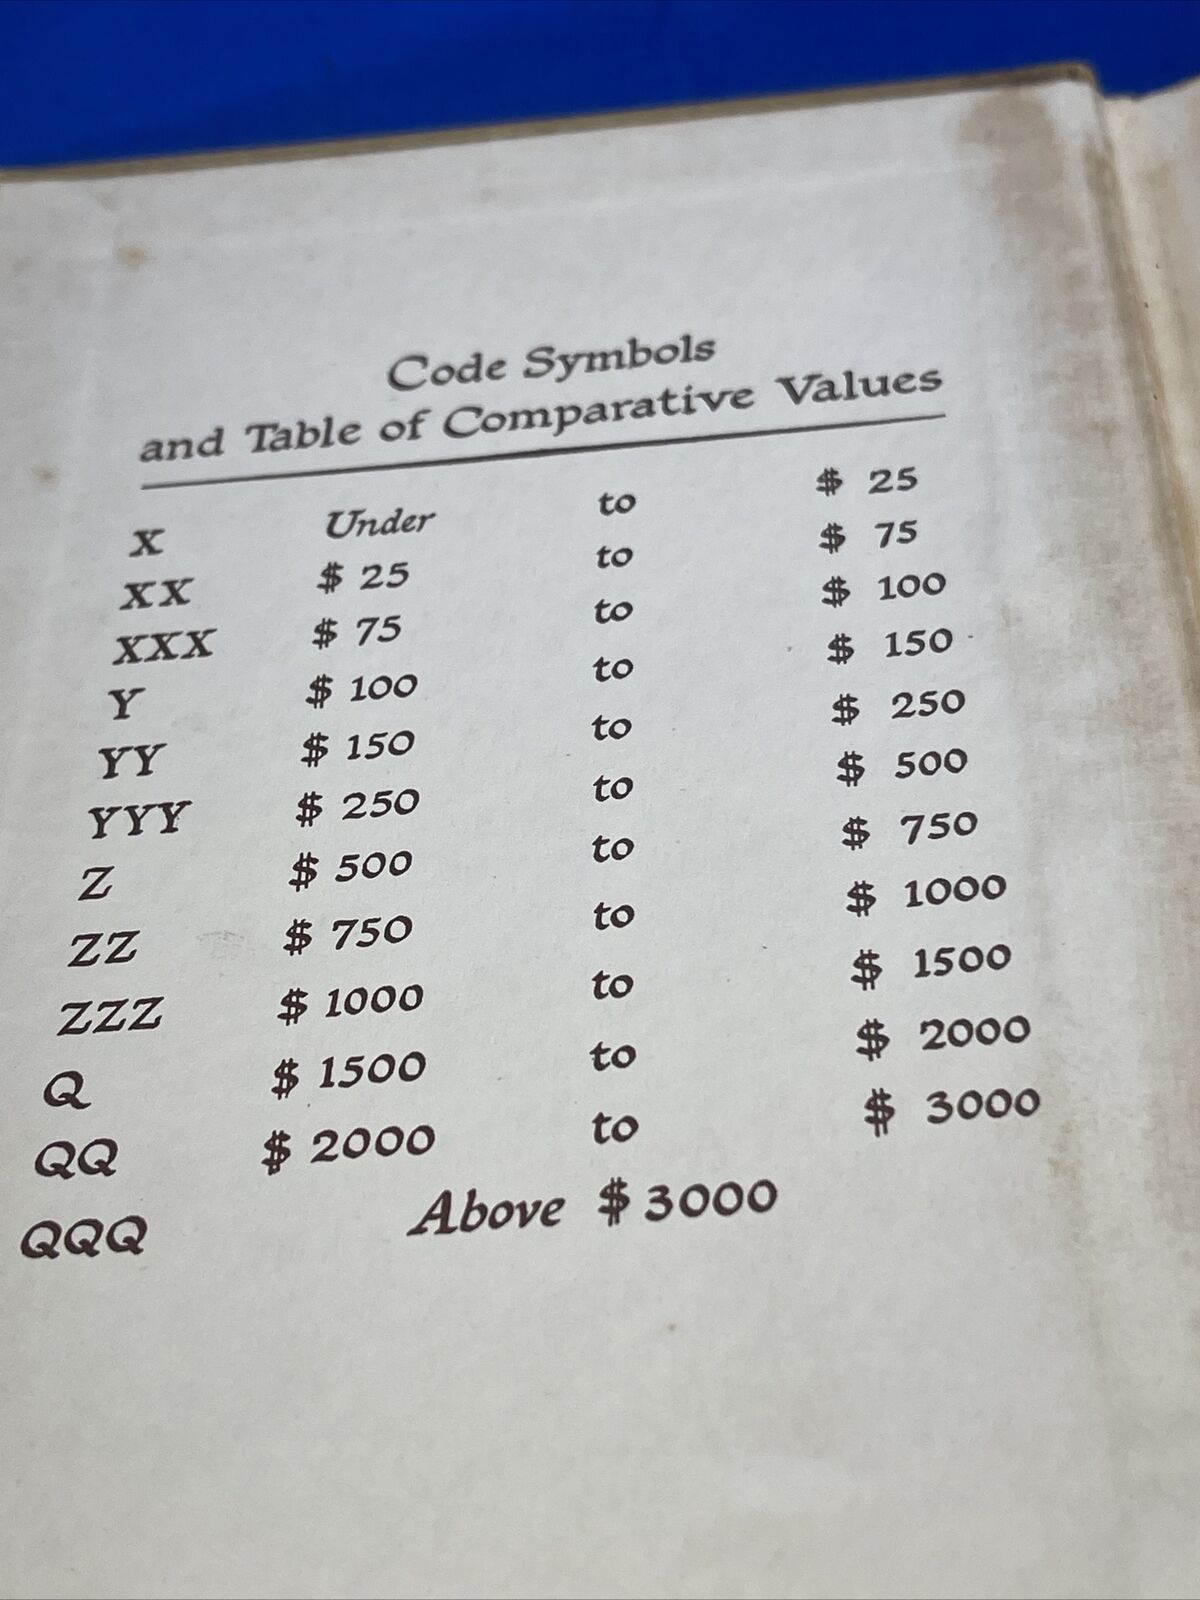 Code Symbols
and Table of Comparative Values
X Under to $ 25
XX $ 25 to $ 75
XXX $ 75 to $ 100
Y $ 100 to $ 150
YY $ 150 to $ 250
YYY $ 250 to $ 500
Z $ 500 to $ 750
ZZ $ 750 to $ 1000
ZZZ $ 1000 to $ 1500
Q $ 1500 to $ 2000
QQ $ 2000 to $ 3000
QQQ Above $ 3000